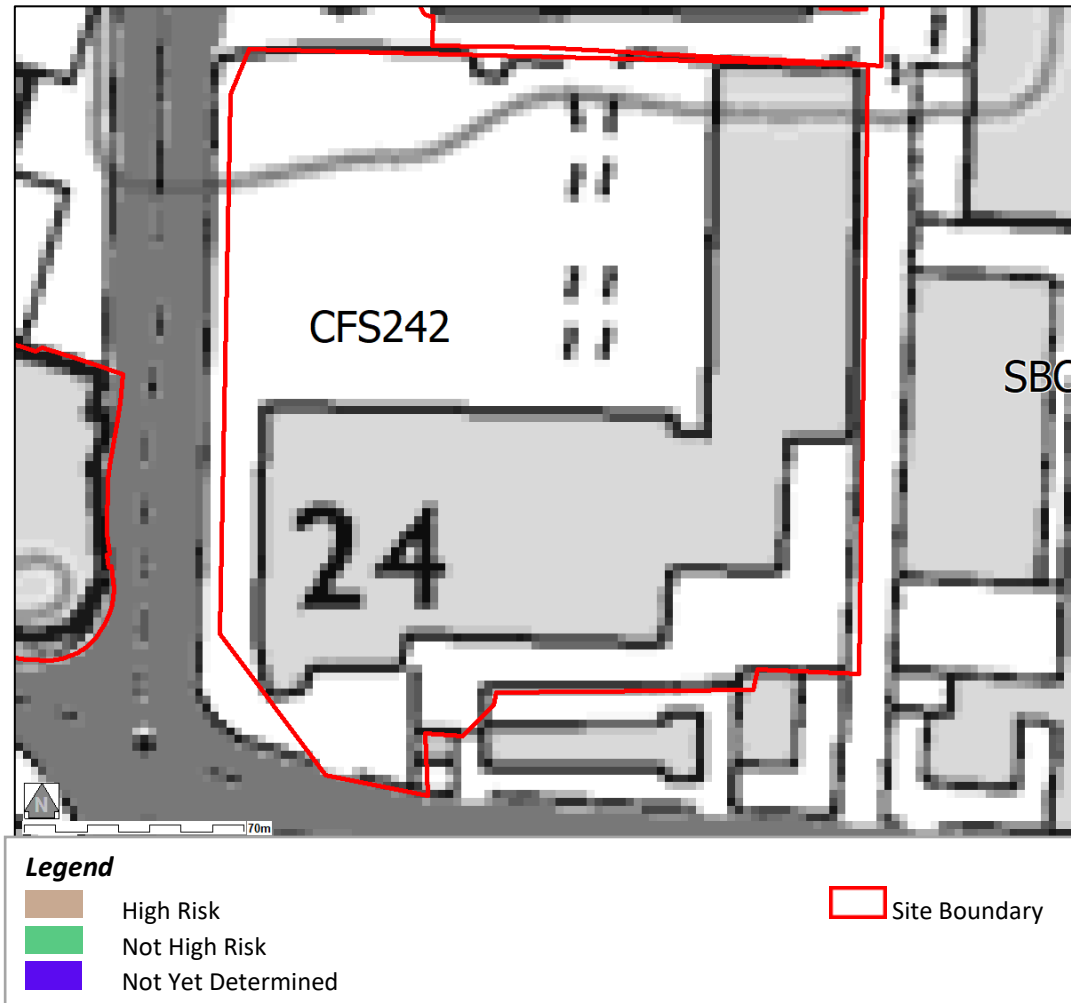 CFS242
SBC
24
N
70m
Legend
High Risk
Not High Risk
Not Yet Determined
Site Boundary